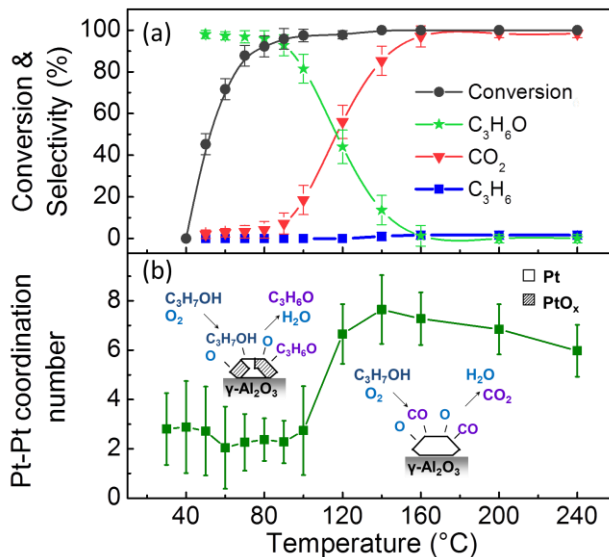 (a)
100
80
60
40
20
0
Conversion &
Selectivity (%)
Conversion
C₃H₆O
CO₂
C₃H₆
(b)
8
6
4
2
0
Pt-Pt coordination
number
Pt
PtOₓ
C₃H₇OH
O₂
C₃H₆O
H₂O
C₃H₇OH
O
O
C₃H₆O
γ-Al₂O₃
C₃H₇OH
O₂
H₂O
CO₂
CO
O
O
CO
γ-Al₂O₃
40 80 120 160 200 240
Temperature (°C)